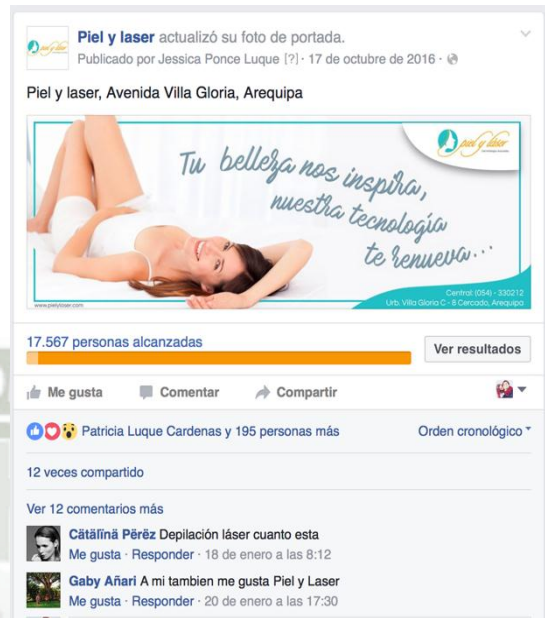 Piel y laser actualizó su foto de portada.
Publicado por Jessica Ponce Luque [?] · 17 de octubre de 2016 ·
Piel y laser, Avenida Villa Gloria, Arequipa
piel y láser
Tu belleza nos inspira,
nuestra tecnología
te renueva...
Central: (054) - 330212
Urb. Villa Gloria C - 8 Cercado, Arequipa
www.pielylaser.com
17.567 personas alcanzadas
Ver resultados
Me gusta Comentar Compartir
Patricia Luque Cardenas y 195 personas más
Orden cronológico
12 veces compartido
Ver 12 comentarios más
Cätälïnä Përëz Depilación láser cuanto esta
Me gusta · Responder · 18 de enero a las 8:12
Gaby Añari A mi tambien me gusta Piel y Laser
Me gusta · Responder · 20 de enero a las 17:30